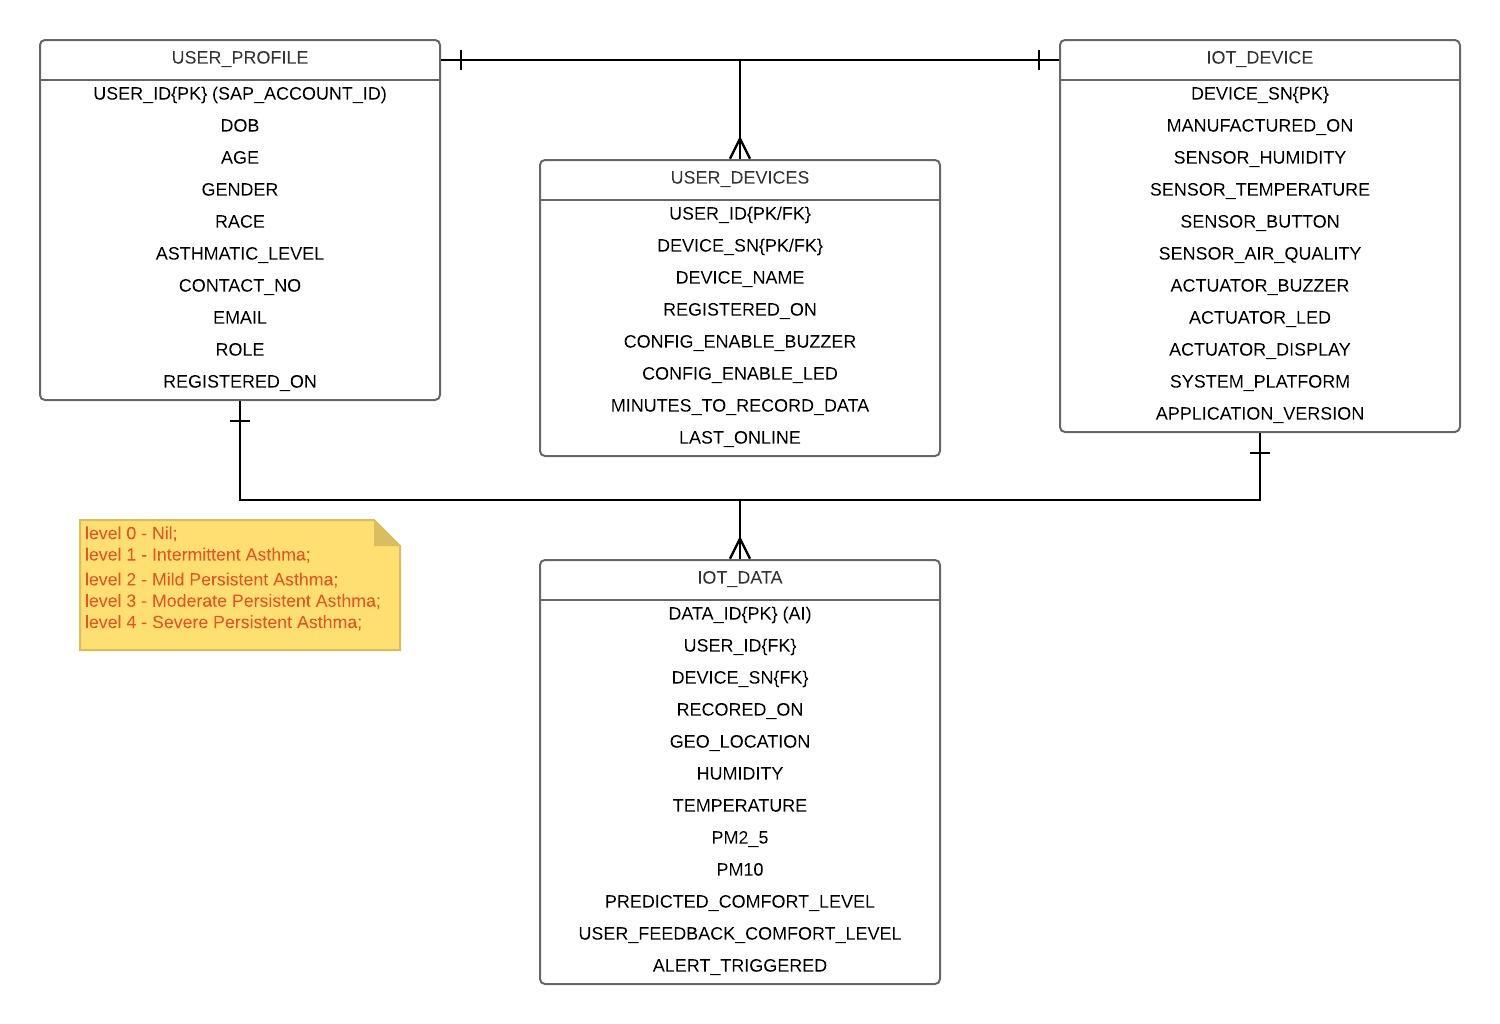 USER_PROFILE
USER_ID{PK} (SAP_ACCOUNT_ID)
DOB
AGE
GENDER
RACE
ASTHMATIC_LEVEL
CONTACT_NO
EMAIL
ROLE
REGISTERED_ON
USER_DEVICES
USER_ID{PK/FK}
DEVICE_SN{PK/FK}
DEVICE_NAME
REGISTERED_ON
CONFIG_ENABLE_BUZZER
CONFIG_ENABLE_LED
MINUTES_TO_RECORD_DATA
LAST_ONLINE
IOT_DEVICE
DEVICE_SN{PK}
MANUFACTURED_ON
SENSOR_HUMIDITY
SENSOR_TEMPERATURE
SENSOR_BUTTON
SENSOR_AIR_QUALITY
ACTUATOR_BUZZER
ACTUATOR_LED
ACTUATOR_DISPLAY
SYSTEM_PLATFORM
APPLICATION_VERSION
level 0 - Nil;
level 1 - Intermittent Asthma;
level 2 - Mild Persistent Asthma;
level 3 - Moderate Persistent Asthma;
level 4 - Severe Persistent Asthma;
IOT_DATA
DATA_ID{PK} (AI)
USER_ID{FK}
DEVICE_SN{FK}
RECORED_ON
GEO_LOCATION
HUMIDITY
TEMPERATURE
PM2_5
PM10
PREDICTED_COMFORT_LEVEL
USER_FEEDBACK_COMFORT_LEVEL
ALERT_TRIGGERED